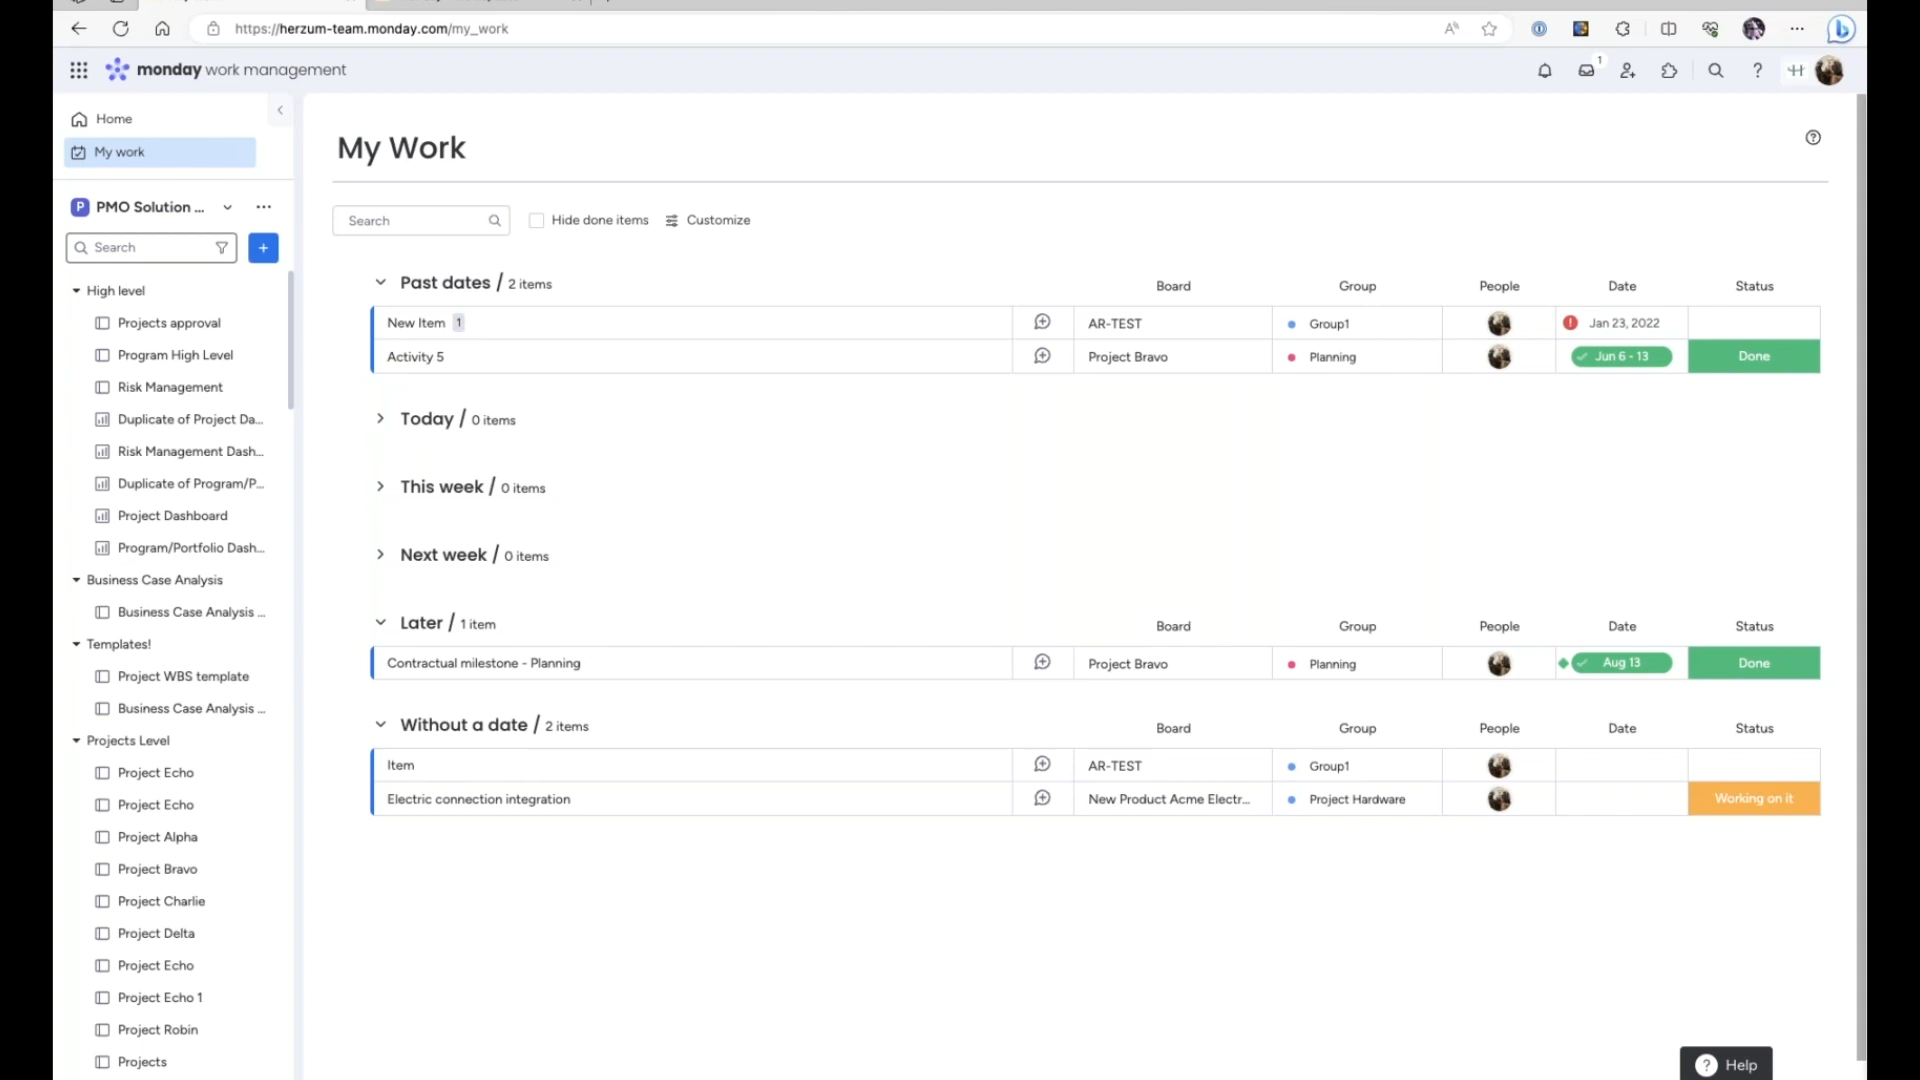 https://herzum-team.monday.com/my_work
monday work management
1
Home
My work
P PMO Solution ...
Search
+
High level
Projects approval
Program High Level
Risk Management
Duplicate of Project Da...
Risk Management Dash...
Duplicate of Program/P...
Project Dashboard
Program/Portfolio Dash...
Business Case Analysis
Business Case Analysis ...
Templates!
Project WBS template
Business Case Analysis ...
Projects Level
Project Echo
Project Echo
Project Alpha
Project Bravo
Project Charlie
Project Delta
Project Echo
Project Echo 1
Project Robin
Projects
My Work
Search Hide done items Customize
Past dates / 2 items Board Group People Date Status
New Item 1 AR-TEST Group1 Jan 23, 2022
Activity 5 Project Bravo Planning Jun 6 - 13 Done
Today / 0 items
This week / 0 items
Next week / 0 items
Later / 1 item Board Group People Date Status
Contractual milestone - Planning Project Bravo Planning Aug 13 Done
Without a date / 2 items Board Group People Date Status
Item AR-TEST Group1
Electric connection integration New Product Acme Electr... Project Hardware Working on it
? Help